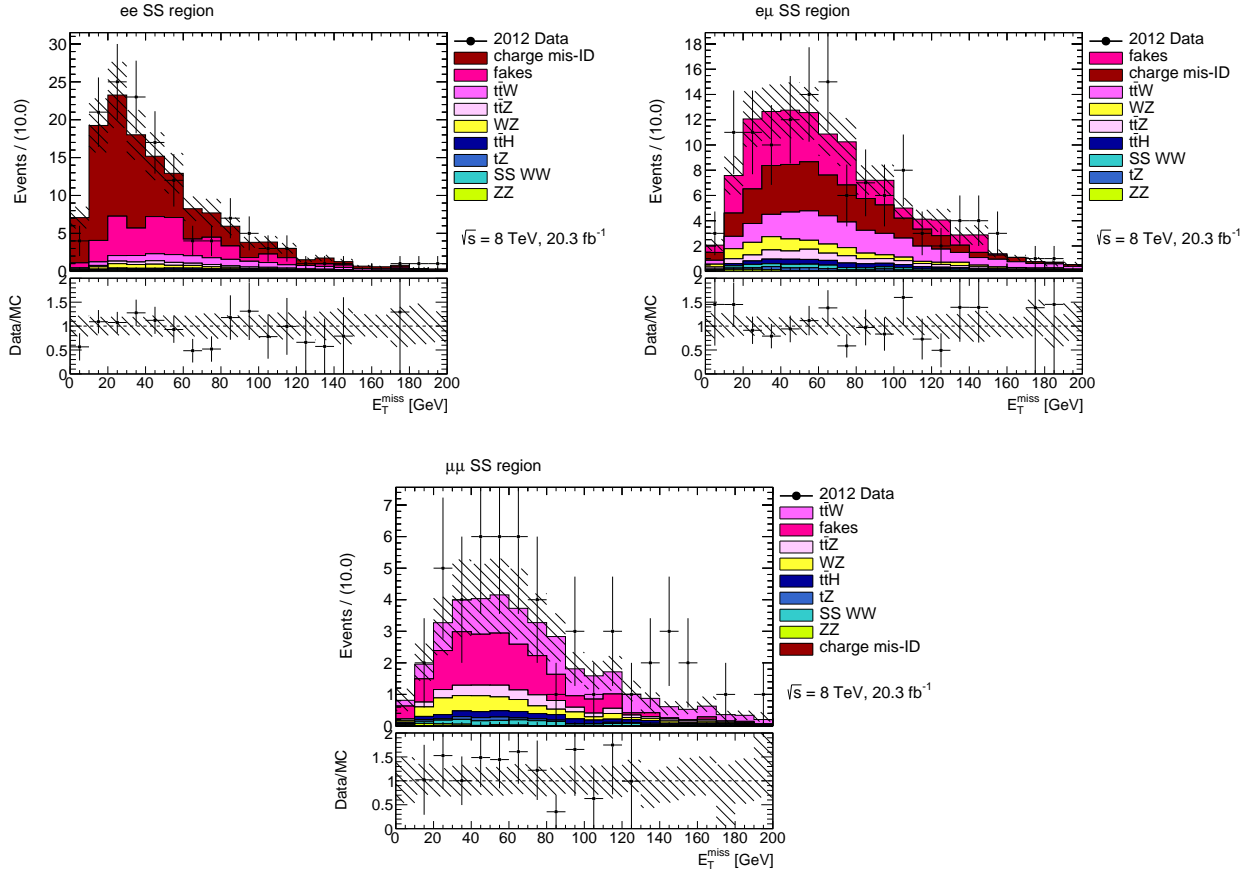 ee SS region
Events / (10.0)
30
25
20
15
10
5
0
2012 Data
charge mis-ID
fakes
tt̄W
tt̄Z
WZ
tt̄H
tZ
SS WW
ZZ
√s = 8 TeV, 20.3 fb⁻¹
Data/MC
2
1.5
1
0.5
0
0 20 40 60 80 100 120 140 160 180 200
E_T^miss [GeV]
eμ SS region
Events / (10.0)
18
16
14
12
10
8
6
4
2
0
2012 Data
fakes
charge mis-ID
tt̄W
WZ
tt̄Z
tt̄H
SS WW
tZ
ZZ
√s = 8 TeV, 20.3 fb⁻¹
Data/MC
2
1.5
1
0.5
0
0 20 40 60 80 100 120 140 160 180 200
E_T^miss [GeV]
μμ SS region
Events / (10.0)
7
6
5
4
3
2
1
0
2012 Data
tt̄W
fakes
tt̄Z
WZ
tt̄H
tZ
SS WW
ZZ
charge mis-ID
√s = 8 TeV, 20.3 fb⁻¹
Data/MC
2
1.5
1
0.5
0
0 20 40 60 80 100 120 140 160 180 200
E_T^miss [GeV]